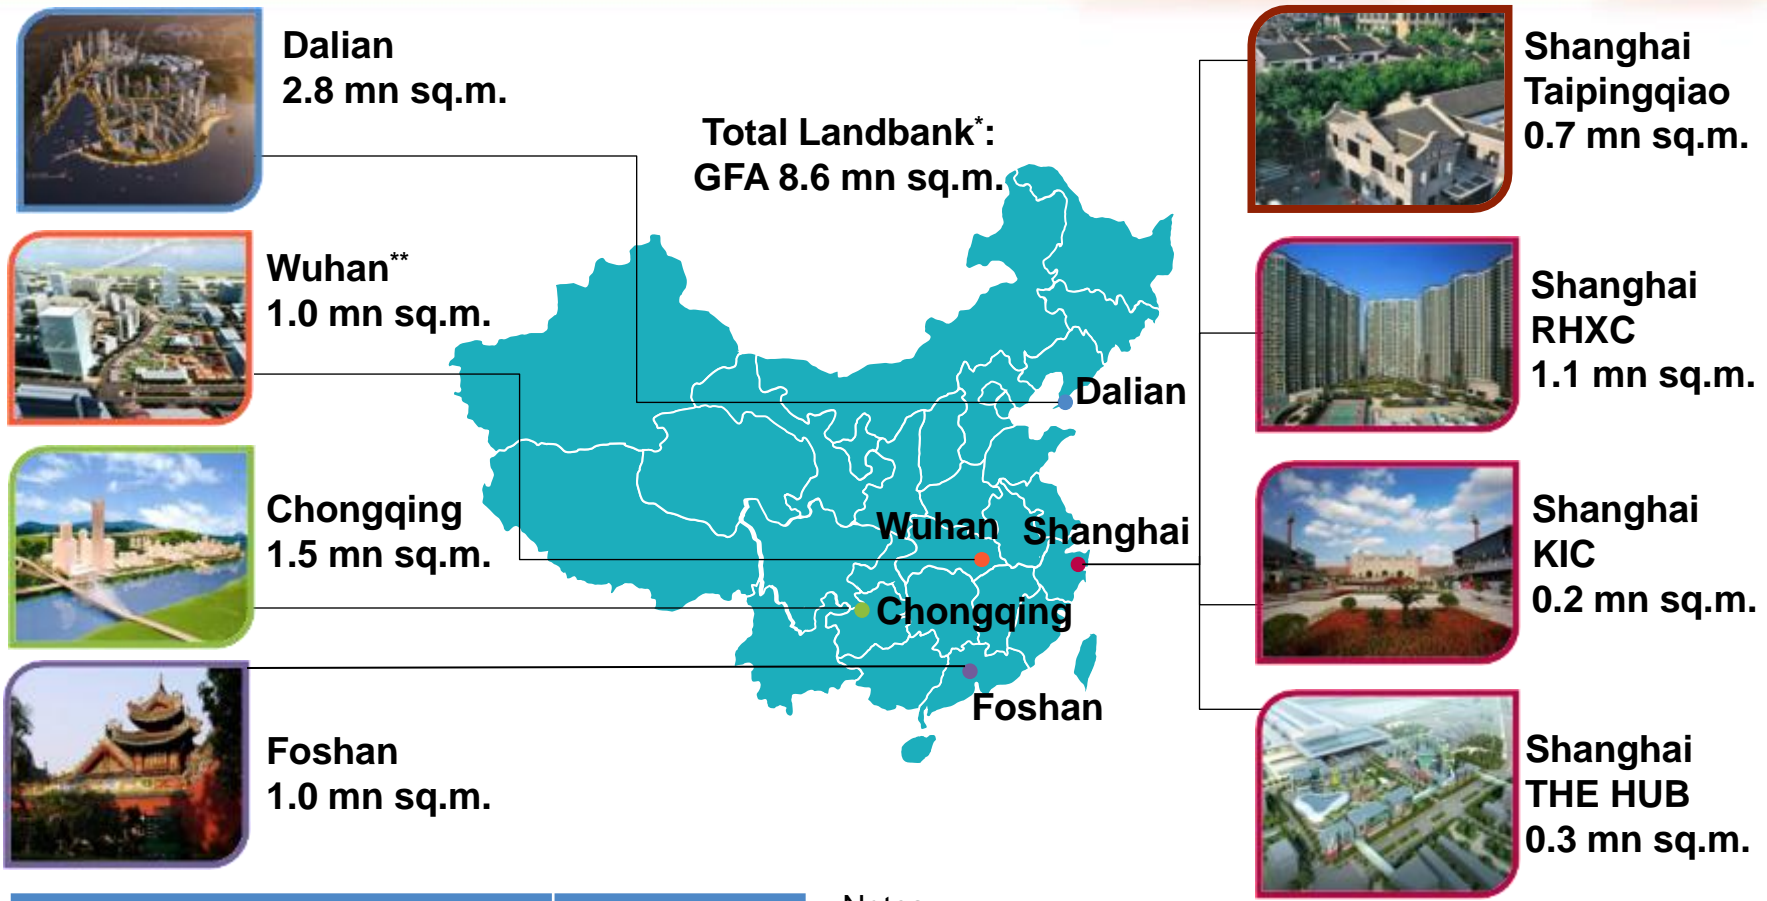 Dalian
2.8 mn sq.m.
Total Landbank*:
GFA 8.6 mn sq.m.
Shanghai
Taipingqiao
0.7 mn sq.m.
Wuhan**
1.0 mn sq.m.
Shanghai
RHXC
1.1 mn sq.m.
Dalian
Chongqing
1.5 mn sq.m.
Wuhan
Shanghai
Chongqing
Foshan
Shanghai
KIC
0.2 mn sq.m.
Foshan
1.0 mn sq.m.
Shanghai
THE HUB
0.3 mn sq.m.